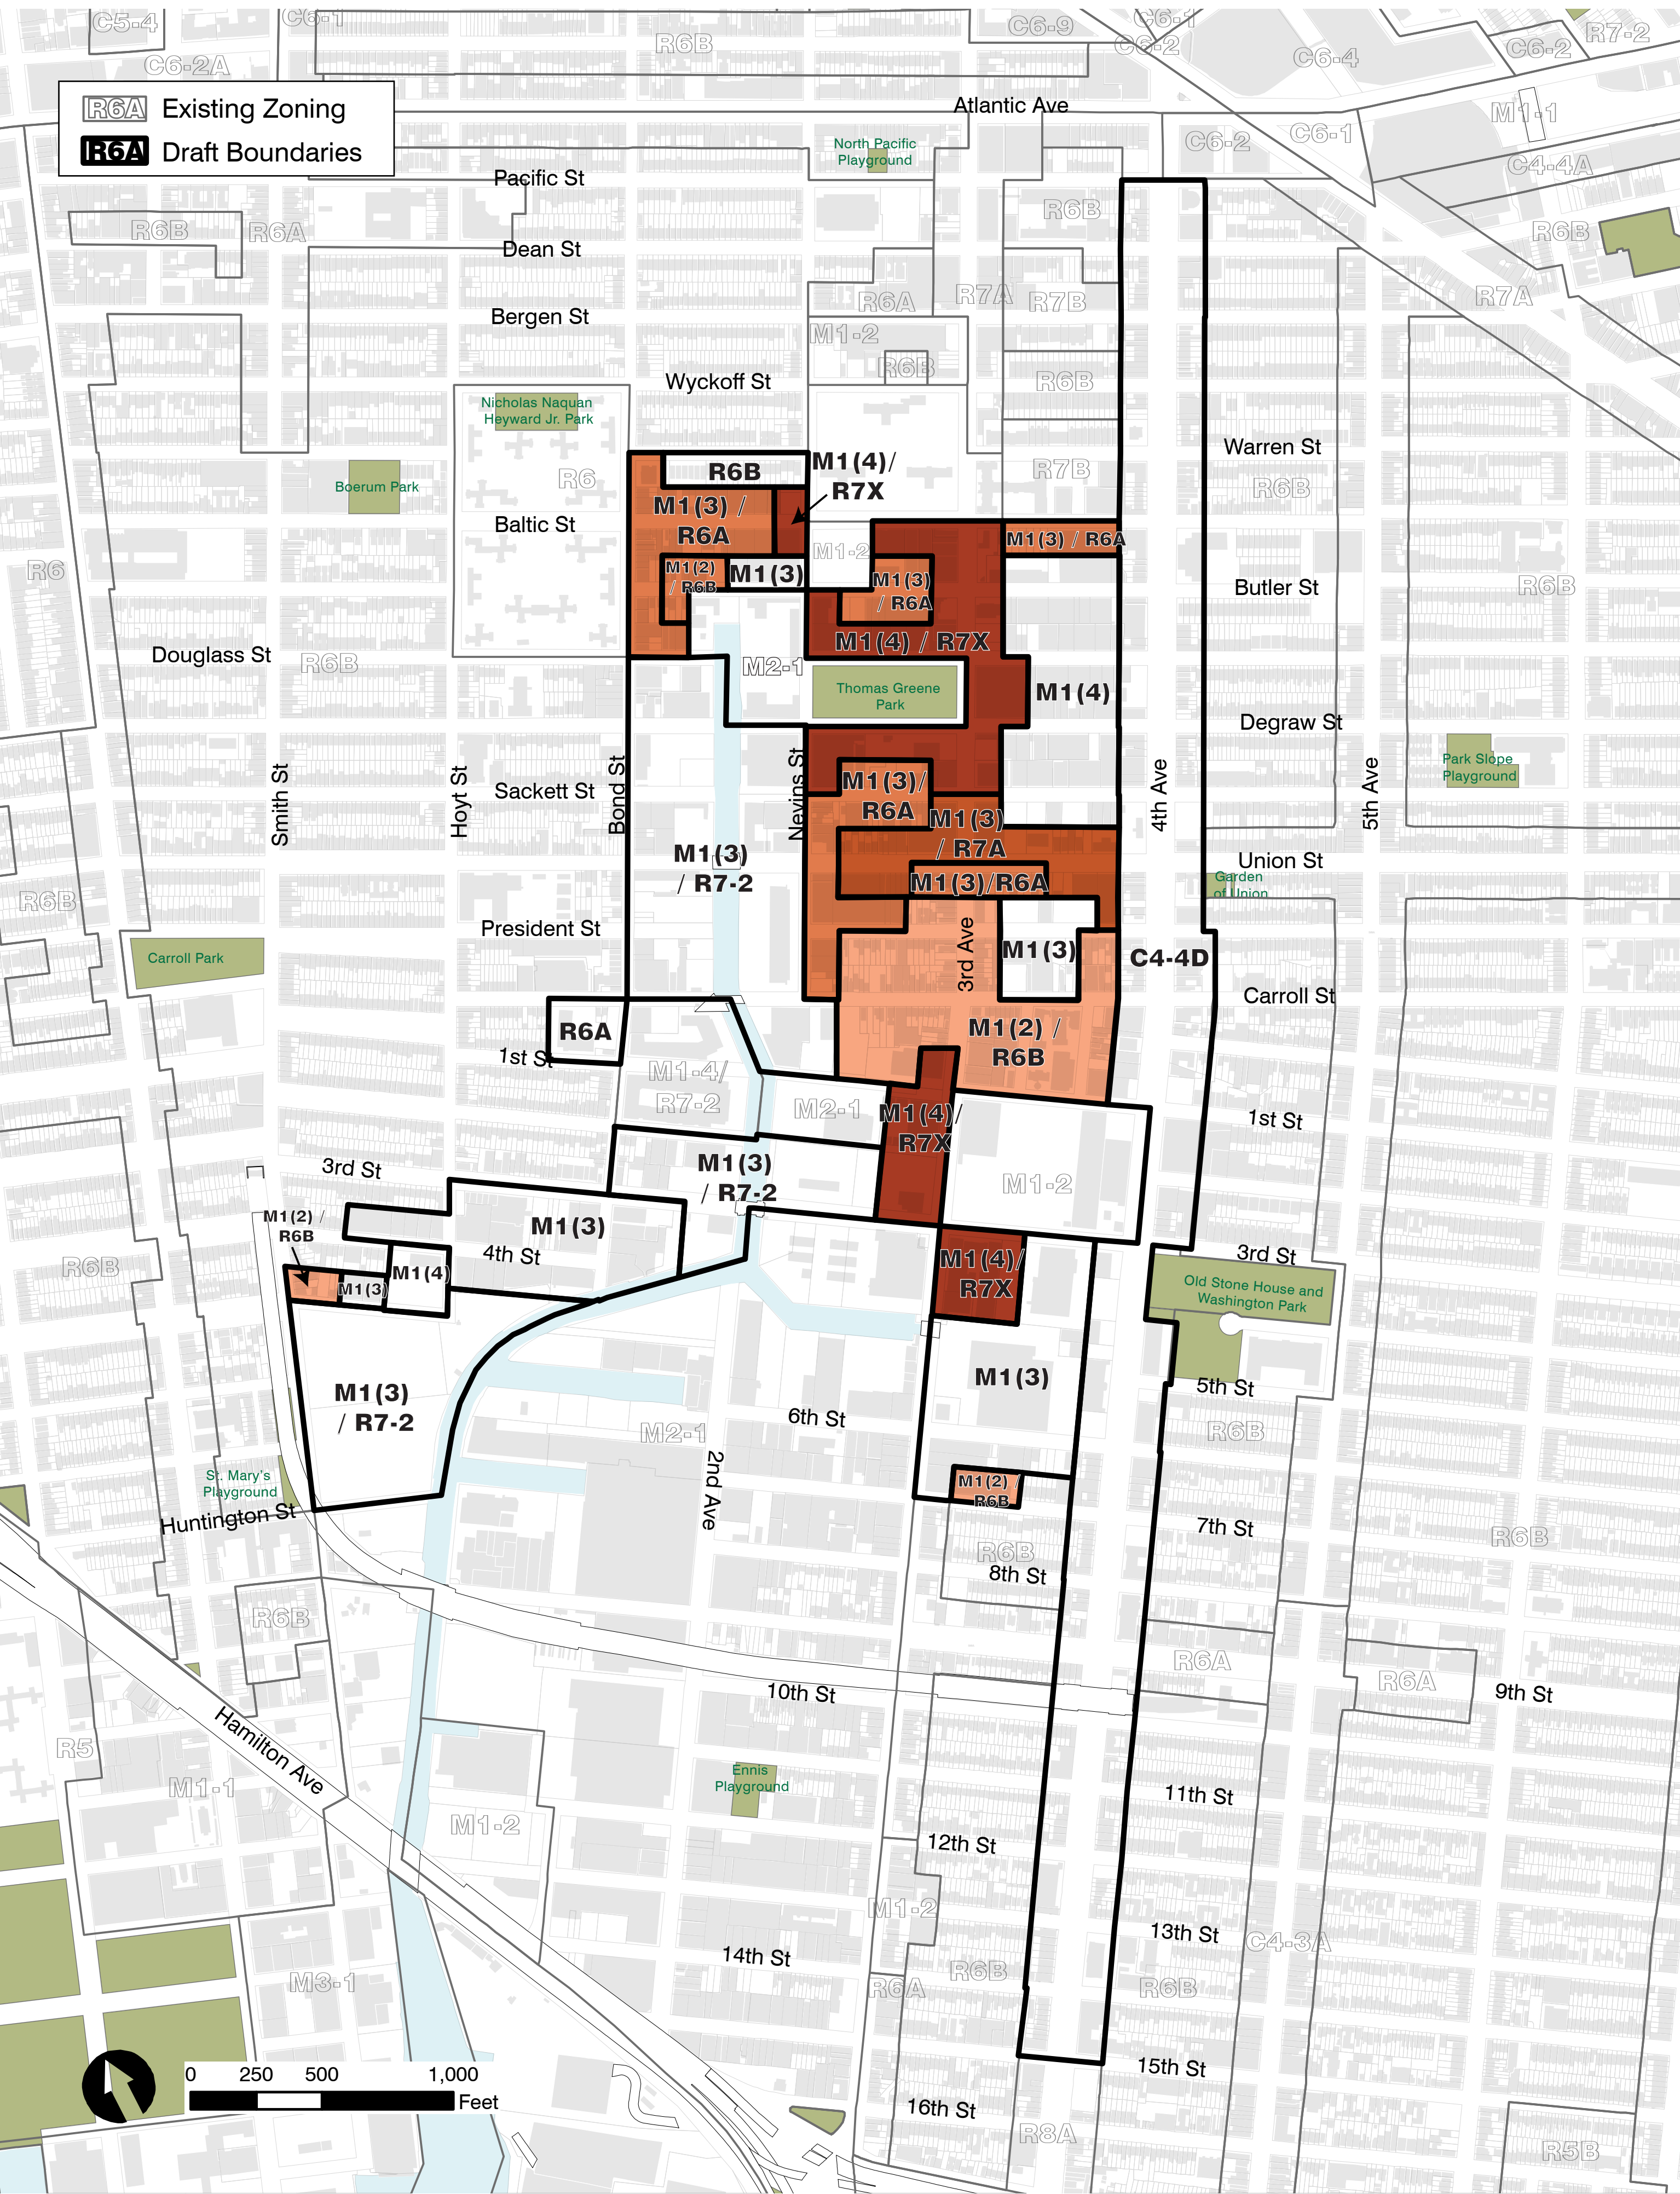 C5-4
C6-1
C6-2A
R6B
C6-9
C6-1
C6-2
C6-4
C6-2
R7-2
R6A Existing Zoning
R6A Draft Boundaries
Atlantic Ave
M1-1
C6-2
C6-1
C4-4A
North Pacific
Playground
Pacific St
R6B
R6A
R6B
R6B
Dean St
R6A
R7A
R7B
R7A
Bergen St
M1-2
R6B
R6B
Wyckoff St
Nicholas Naquan
Heyward Jr. Park
Warren St
R6
Boerum Park
R6B
M1(4)/
R7X
R7B
R6B
M1(3) /
R6A
Baltic St
M1-2
M1(3) / R6A
R6
M1(2)
/ R6B
M1(3)
M1(3)
/ R6A
Butler St
R6B
M1(4) / R7X
Douglass St
R6B
M2-1
Thomas Greene
Park
M1(4)
Degraw St
Smith St
Hoyt St
Bond St
Nevins St
4th Ave
5th Ave
Park Slope
Playground
Sackett St
M1(3)/
R6A
M1(3)
/ R7A
M1(3)
/ R7-2
Union St
M1(3)/R6A
Garden
of Union
R6B
President St
3rd Ave
M1(3)
C4-4D
Carroll Park
Carroll St
R6A
M1(2) /
R6B
1st St
M1-4/
R7-2
M2-1
M1(4)/
R7X
1st St
3rd St
M1(3)
/ R7-2
M1-2
M1(2) /
R6B
M1(3)
4th St
R6B
M1(3)
M1(4)
M1(4)/
R7X
3rd St
Old Stone House and
Washington Park
M1(3)
/ R7-2
M1(3)
5th St
6th St
M2-1
R6B
2nd Ave
St. Mary's
Playground
Huntington St
M1(2) /
R6B
7th St
R6B
R6B
8th St
R6B
R6A
R6A
10th St
9th St
Hamilton Ave
R5
M1-1
Ennis
Playground
11th St
M1-2
12th St
M1-2
13th St
C4-3A
14th St
M3-1
R6B
R6A
R6B
0 250 500 1,000
Feet
15th St
16th St
R8A
R5B